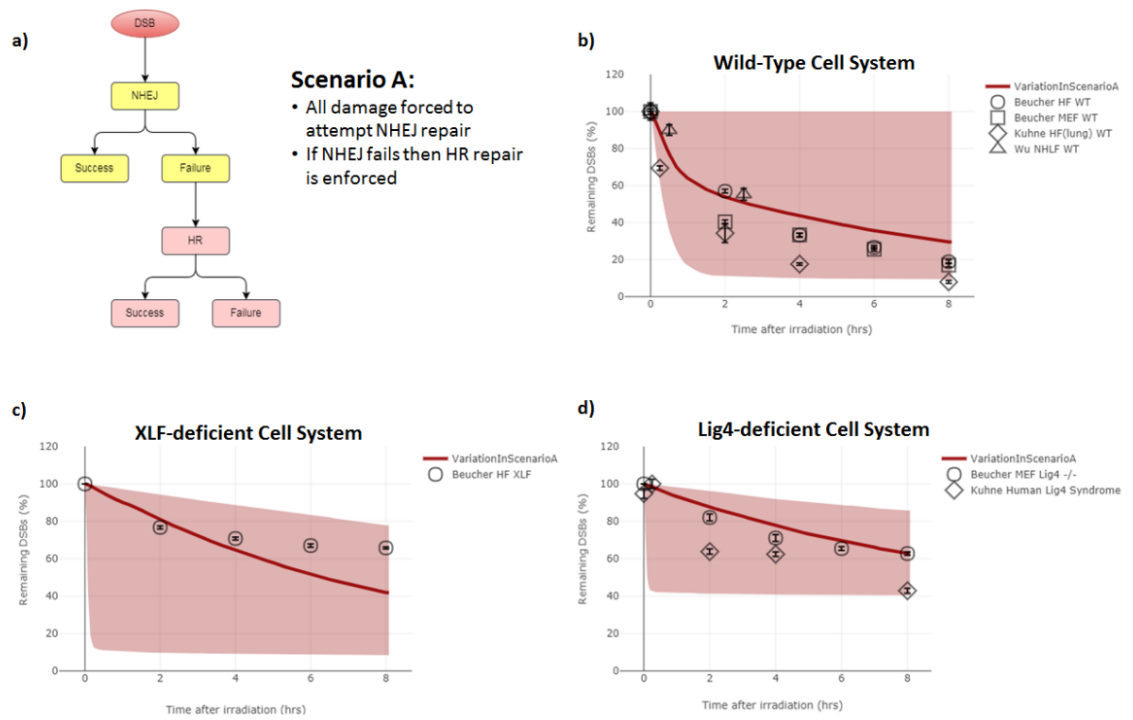 a)
DSB
NHEJ
Success
Failure
HR
Success
Failure
Scenario A:
• All damage forced to
attempt NHEJ repair
• If NHEJ fails then HR repair
is enforced
b)
Wild-Type Cell System
120
100
80
60
40
20
0
Remaining DSBs (%)
0 2 4 6 8
Time after irradiation (hrs)
VariationInScenarioA
Beucher HF WT
Beucher MEF WT
Kuhne HF(lung) WT
Wu NHLF WT
c)
XLF-deficient Cell System
120
100
80
60
40
20
0
Remaining DSBs (%)
0 2 4 6 8
Time after irradiation (hrs)
VariationInScenarioA
Beucher HF XLF
d)
Lig4-deficient Cell System
120
100
80
60
40
20
0
Remaining DSBs (%)
0 2 4 6 8
Time after irradiation (hrs)
VariationInScenarioA
Beucher MEF Lig4 -/-
Kuhne Human Lig4 Syndrome